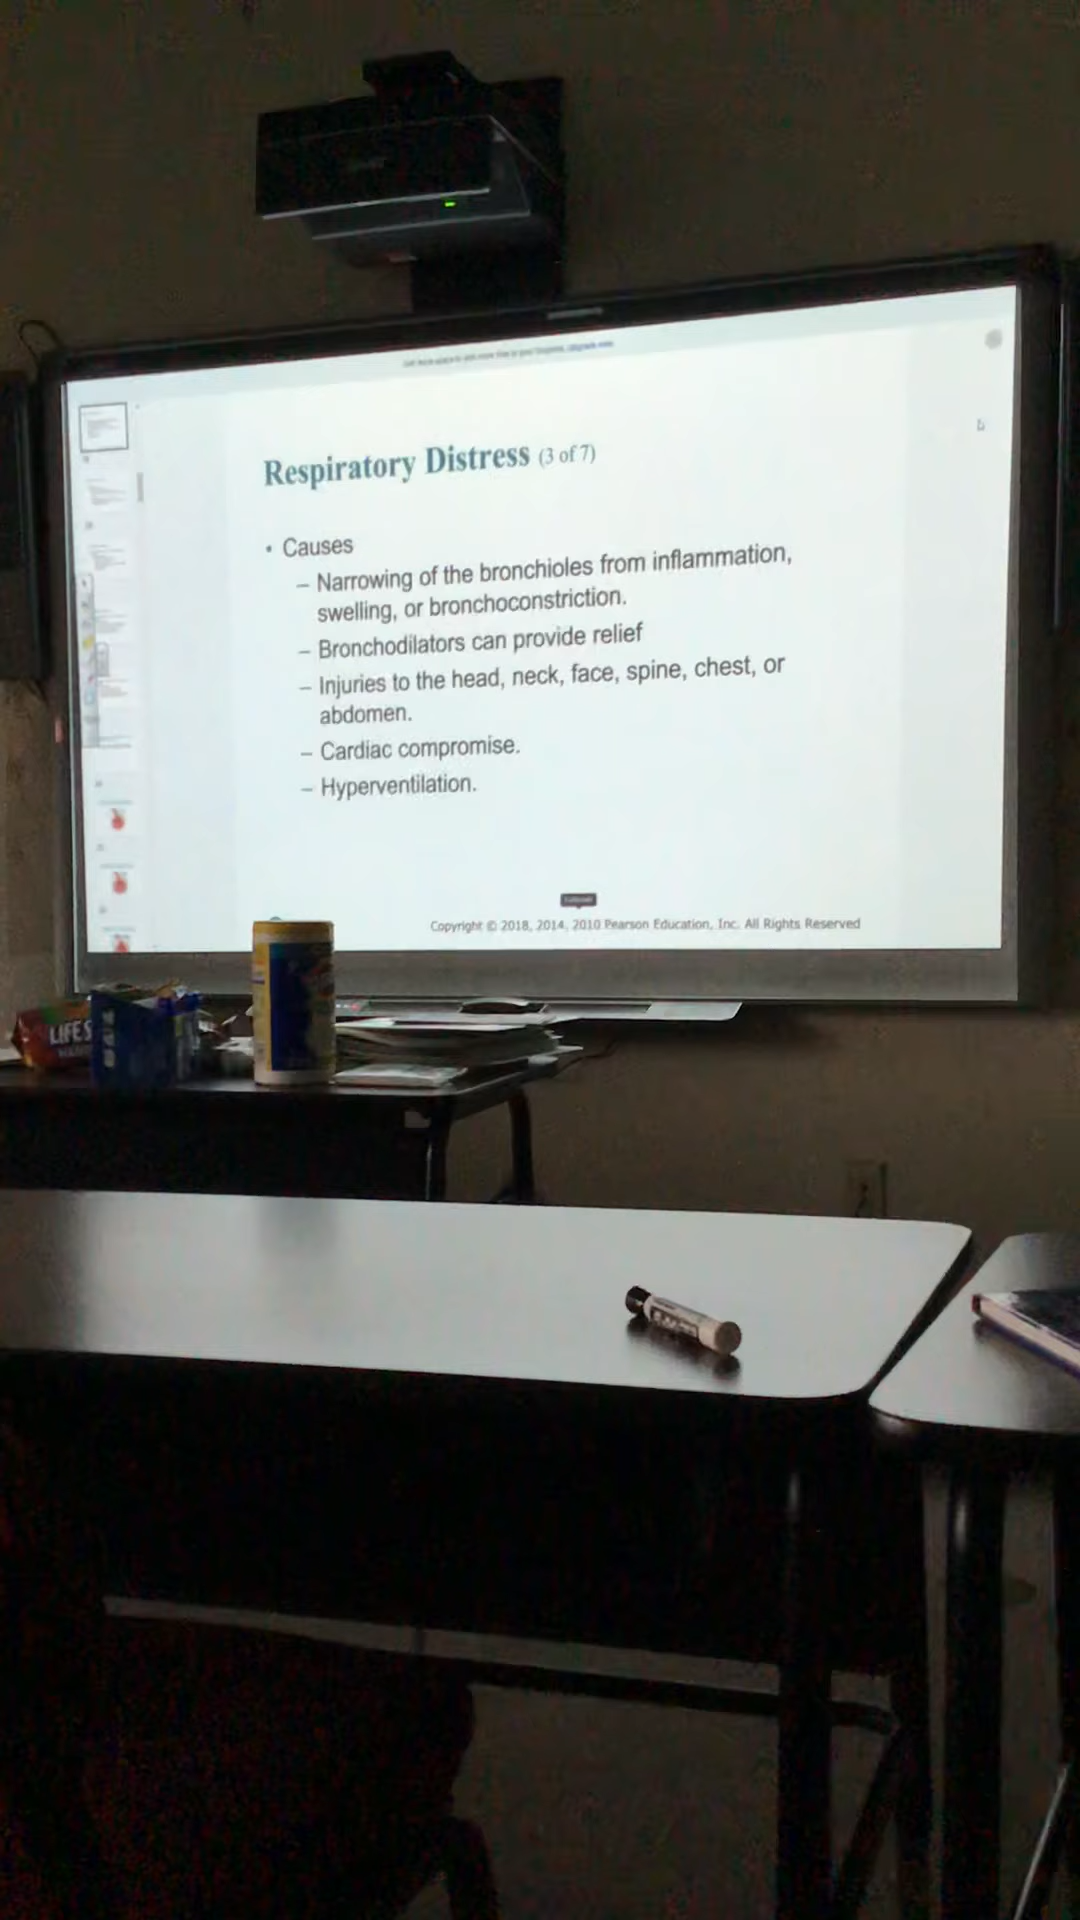 Respiratory Distress (3 of 7)
• Causes
– Narrowing of the bronchioles from inflammation,
swelling, or bronchoconstriction.
– Bronchodilators can provide relief
– Injuries to the head, neck, face, spine, chest, or
abdomen.
– Cardiac compromise.
– Hyperventilation.
Copyright © 2018, 2014, 2010 Pearson Education, Inc. All Rights Reserved
LIFES